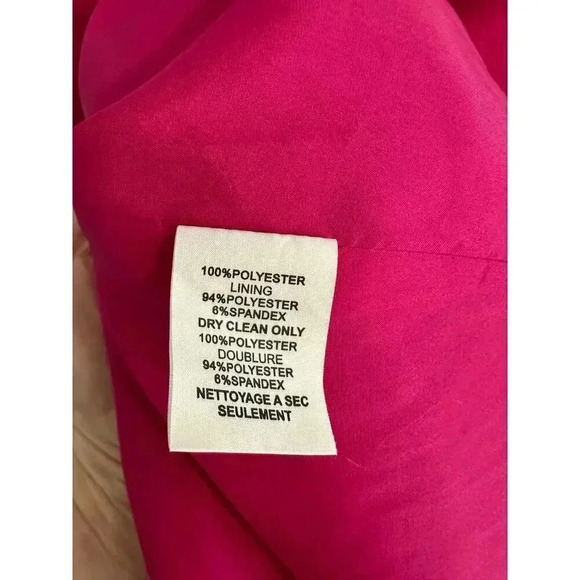 100%POLYESTER
LINING
94%POLYESTER
6%SPANDEX
DRY CLEAN ONLY
100%POLYESTER
DOUBLURE
94%POLYESTER
6%SPANDEX
NETTOYAGE A SEC
SEULEMENT